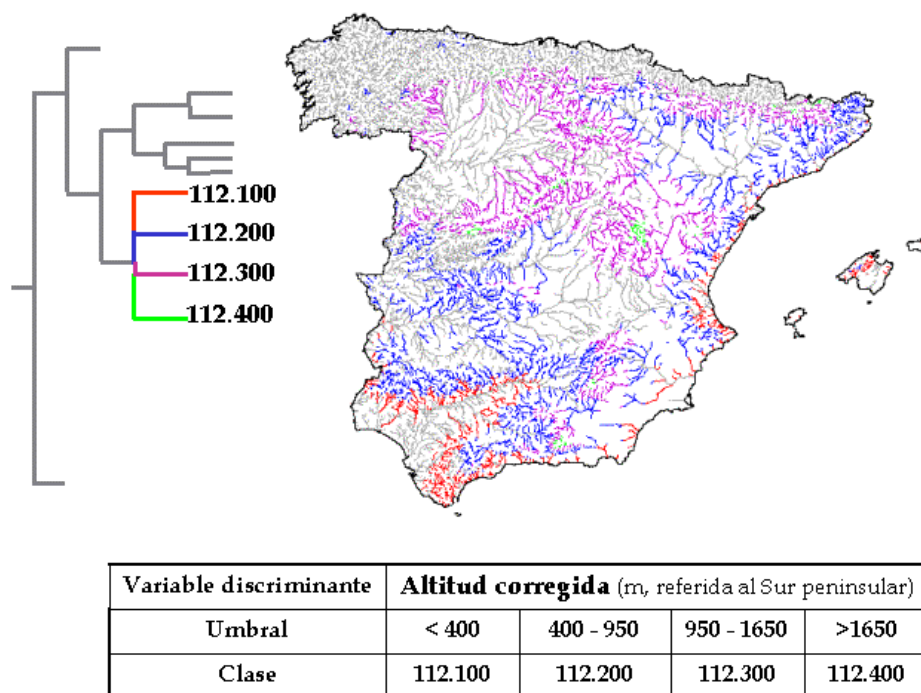 112.100
112.200
112.300
112.400
Variable discriminante Altitud corregida (m, referida al Sur peninsular)
Umbral < 400 400 - 950 950 - 1650 >1650
Clase 112.100 112.200 112.300 112.400